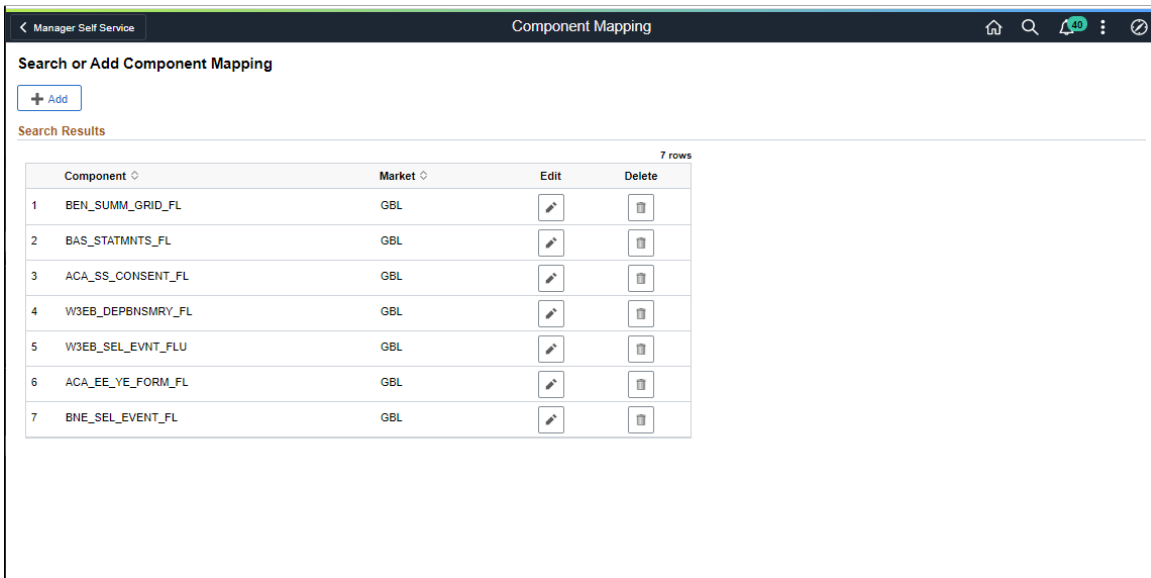 Manager Self Service Component Mapping 40
Search or Add Component Mapping
Add
Search Results
7 rows
Component Market Edit Delete
1 BEN_SUMM_GRID_FL GBL
2 BAS_STATMNTS_FL GBL
3 ACA_SS_CONSENT_FL GBL
4 W3EB_DEPBNSMRY_FL GBL
5 W3EB_SEL_EVNT_FLU GBL
6 ACA_EE_YE_FORM_FL GBL
7 BNE_SEL_EVENT_FL GBL